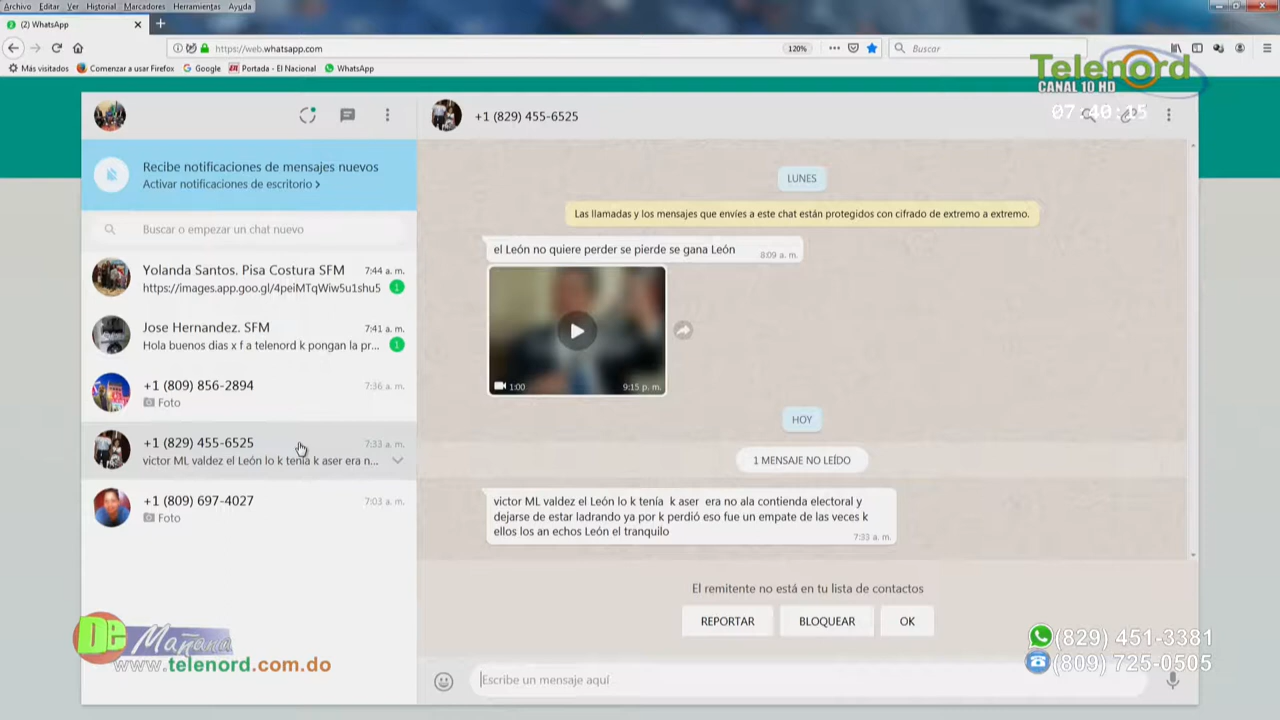 Archivo Editar Ver Historial Marcadores Herramientas Ayuda
(2) WhatsApp
https://web.whatsapp.com
120%
Buscar
Más visitados Comenzar a usar Firefox Google Portada - El Nacional WhatsApp
Telenord
CANAL 10 HD
07:40:15
+1 (829) 455-6525
Recibe notificaciones de mensajes nuevos
Activar notificaciones de escritorio >
Buscar o empezar un chat nuevo
Yolanda Santos. Pisa Costura SFM 7:44 a. m.
https://images.app.goo.gl/4peiMTqWiw5u1shu5 1
Jose Hernandez. SFM 7:41 a. m.
Hola buenos dias x f a telenord k pongan la pr... 1
+1 (809) 856-2894 7:36 a. m.
Foto
+1 (829) 455-6525 7:33 a. m.
victor ML valdez el León lo k tenía k aser era n...
+1 (809) 697-4027 7:03 a. m.
Foto
LUNES
Las llamadas y los mensajes que envíes a este chat están protegidos con cifrado de extremo a extremo.
el León no quiere perder se pierde se gana León 8:09 a. m.
1:00 9:15 p. m.
HOY
1 MENSAJE NO LEÍDO
victor ML valdez el León lo k tenía k aser era no ala contienda electoral y
dejarse de estar ladrando ya por k perdió eso fue un empate de las veces k
ellos los an echos León el tranquilo 7:33 a. m.
El remitente no está en tu lista de contactos
REPORTAR BLOQUEAR OK
Escribe un mensaje aquí
De Mañana
www.telenord.com.do
(829) 451-3381
(809) 725-0505